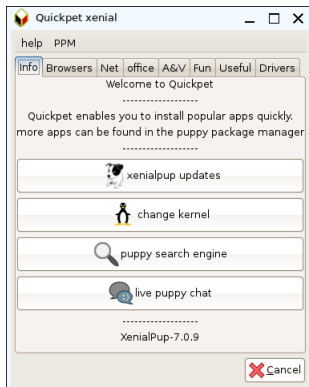 Quickpet xenial
help PPM
Info Browsers Net office A&V Fun Useful Drivers
Welcome to Quickpet
-------------------
Quickpet enables you to install popular apps quickly.
more apps can be found in the puppy package manager
-------------------
xenialpup updates
change kernel
puppy search engine
live puppy chat
-------------------
XenialPup-7.0.9
Cancel